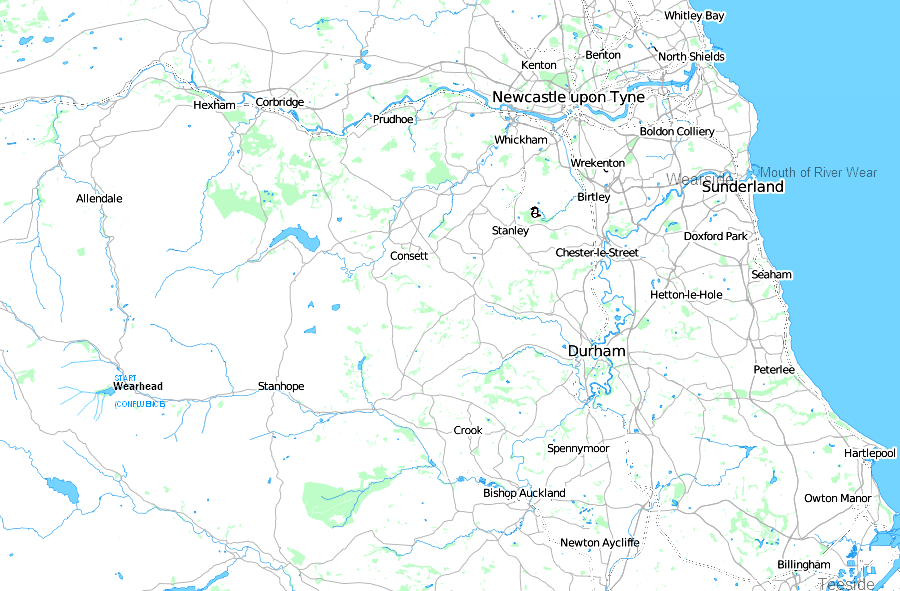 Whitley Bay
Benton
North Shields
Kenton
Newcastle upon Tyne
Hexham
Corbridge
Prudhoe
Boldon Colliery
Whickham
Wrekenton
Mouth of River Wear
Wearside
Sunderland
Allendale
Birtley
a
Stanley
Doxford Park
Consett
Chester-le-Street
Seaham
Hetton-le-Hole
Durham
Peterlee
START
Wearhead
(CONFLUENCE)
Stanhope
Crook
Spennymoor
Hartlepool
Bishop Auckland
Owton Manor
Newton Aycliffe
Billingham
Teeside